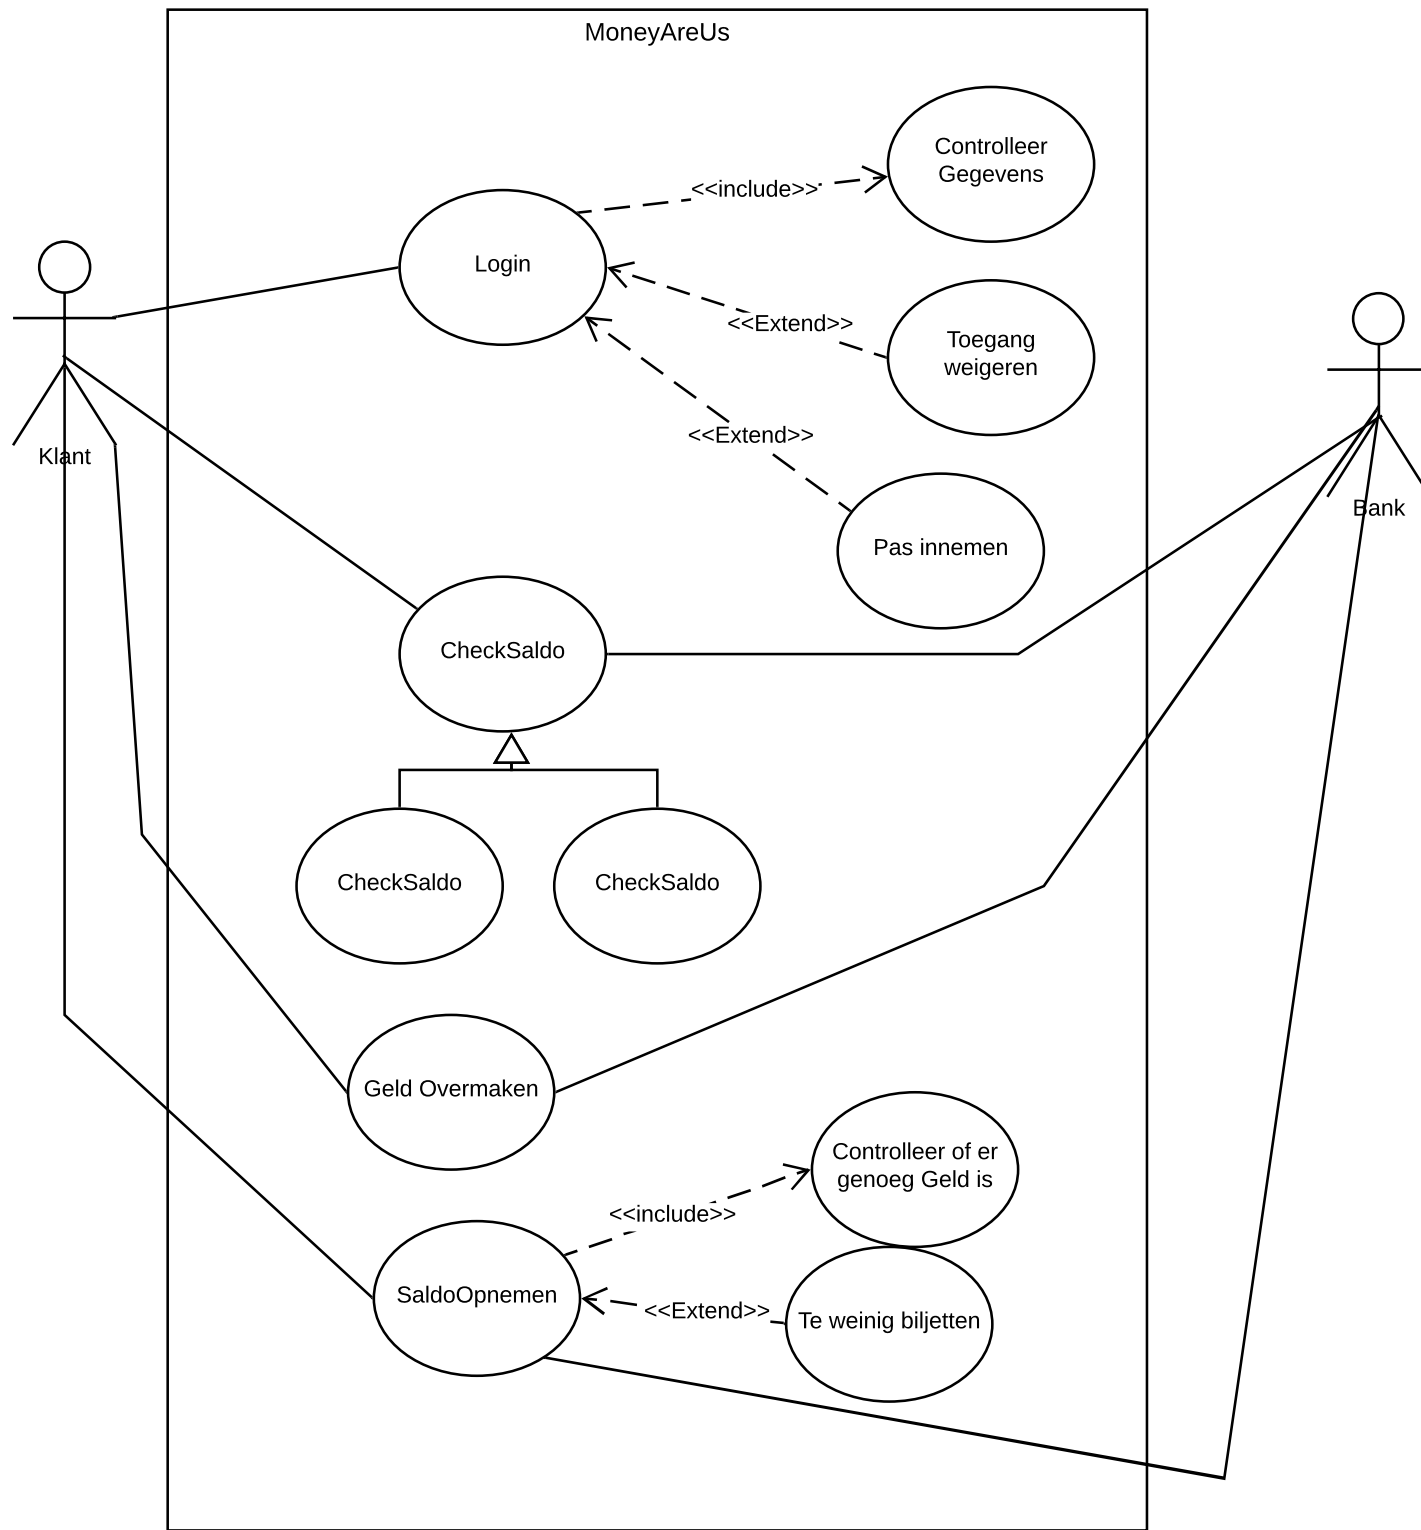 MoneyAreUs
Controlleer
Gegevens
<<include>>
Login
<<Extend>>
Toegang
weigeren
<<Extend>>
Klant
Bank
Pas innemen
CheckSaldo
CheckSaldo
CheckSaldo
Geld Overmaken
Controlleer of er
genoeg Geld is
<<include>>
SaldoOpnemen
<<Extend>>
Te weinig biljetten